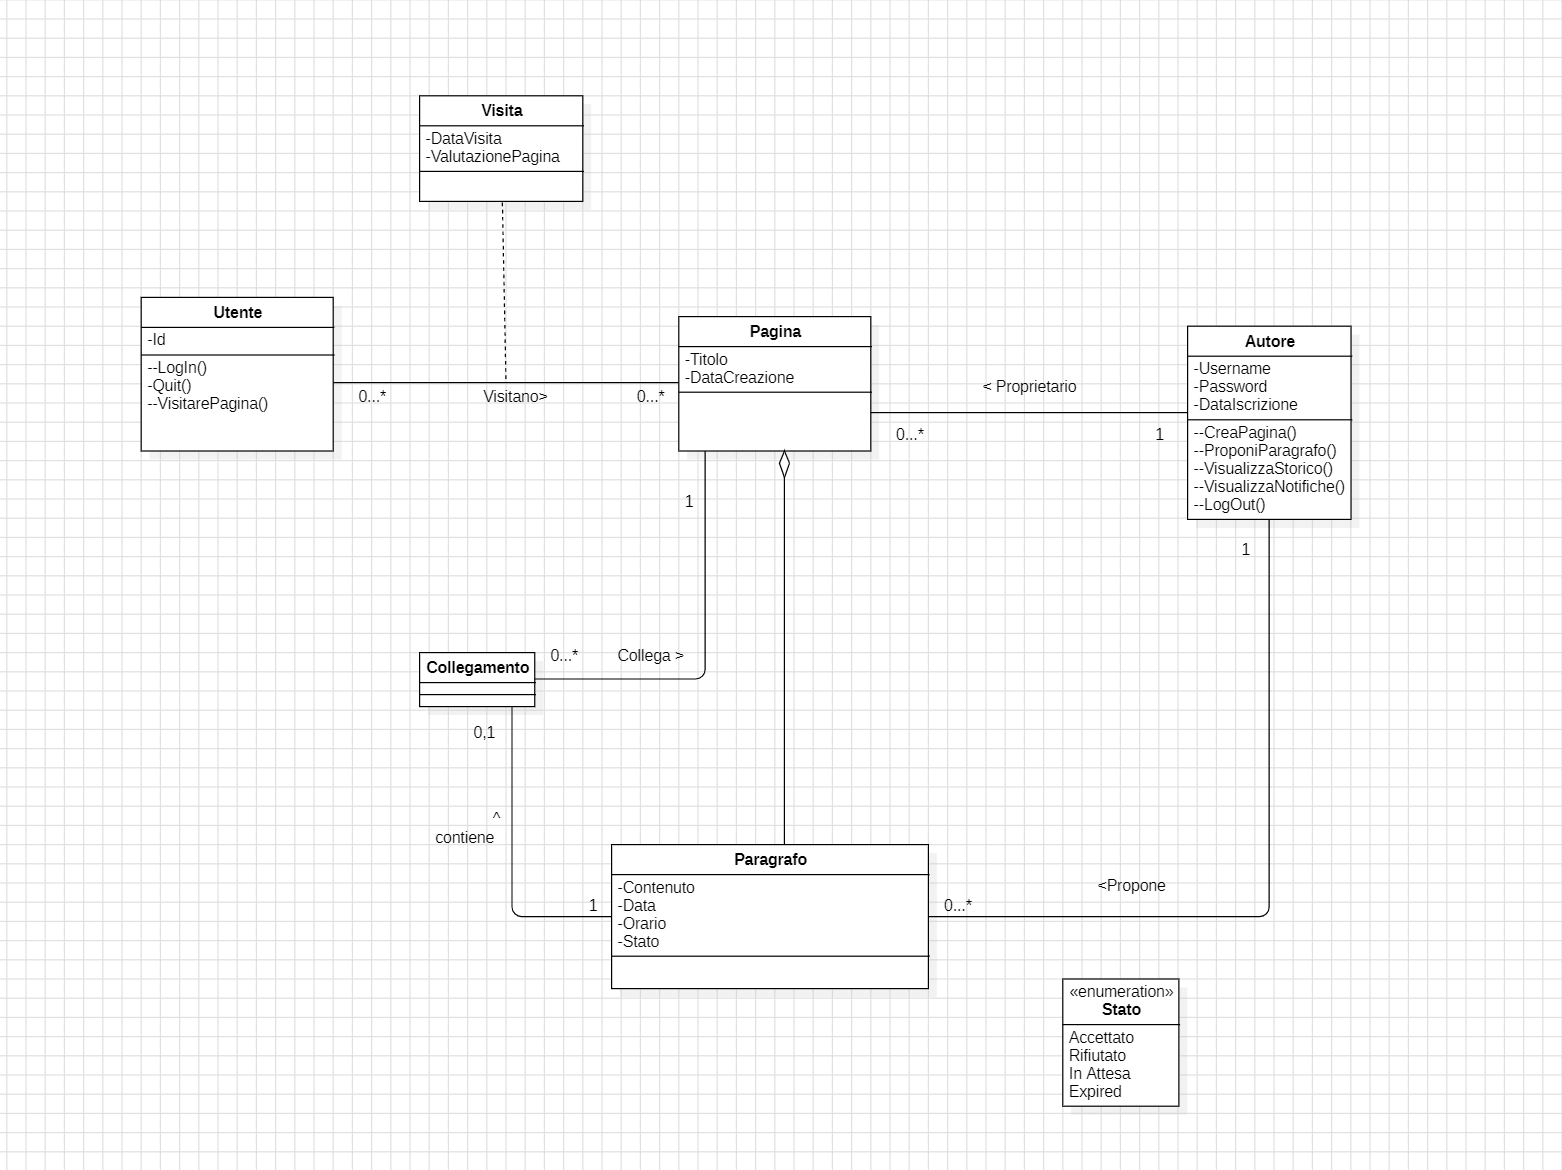 Visita
-DataVisita
-ValutazionePagina
Utente
-Id
--LogIn()
-Quit()
--VisitarePagina()
0...*
Visitano>
0...*
Pagina
-Titolo
-DataCreazione
< Proprietario
0...*
1
Autore
-Username
-Password
-DataIscrizione
--CreaPagina()
--ProponiParagrafo()
--VisualizzaStorico()
--VisualizzaNotifiche()
--LogOut()
1
1
0...*
Collega >
Collegamento
0,1
^
contiene
1
Paragrafo
-Contenuto
-Data
-Orario
-Stato
0...*
<Propone
«enumeration»
Stato
Accettato
Rifiutato
In Attesa
Expired